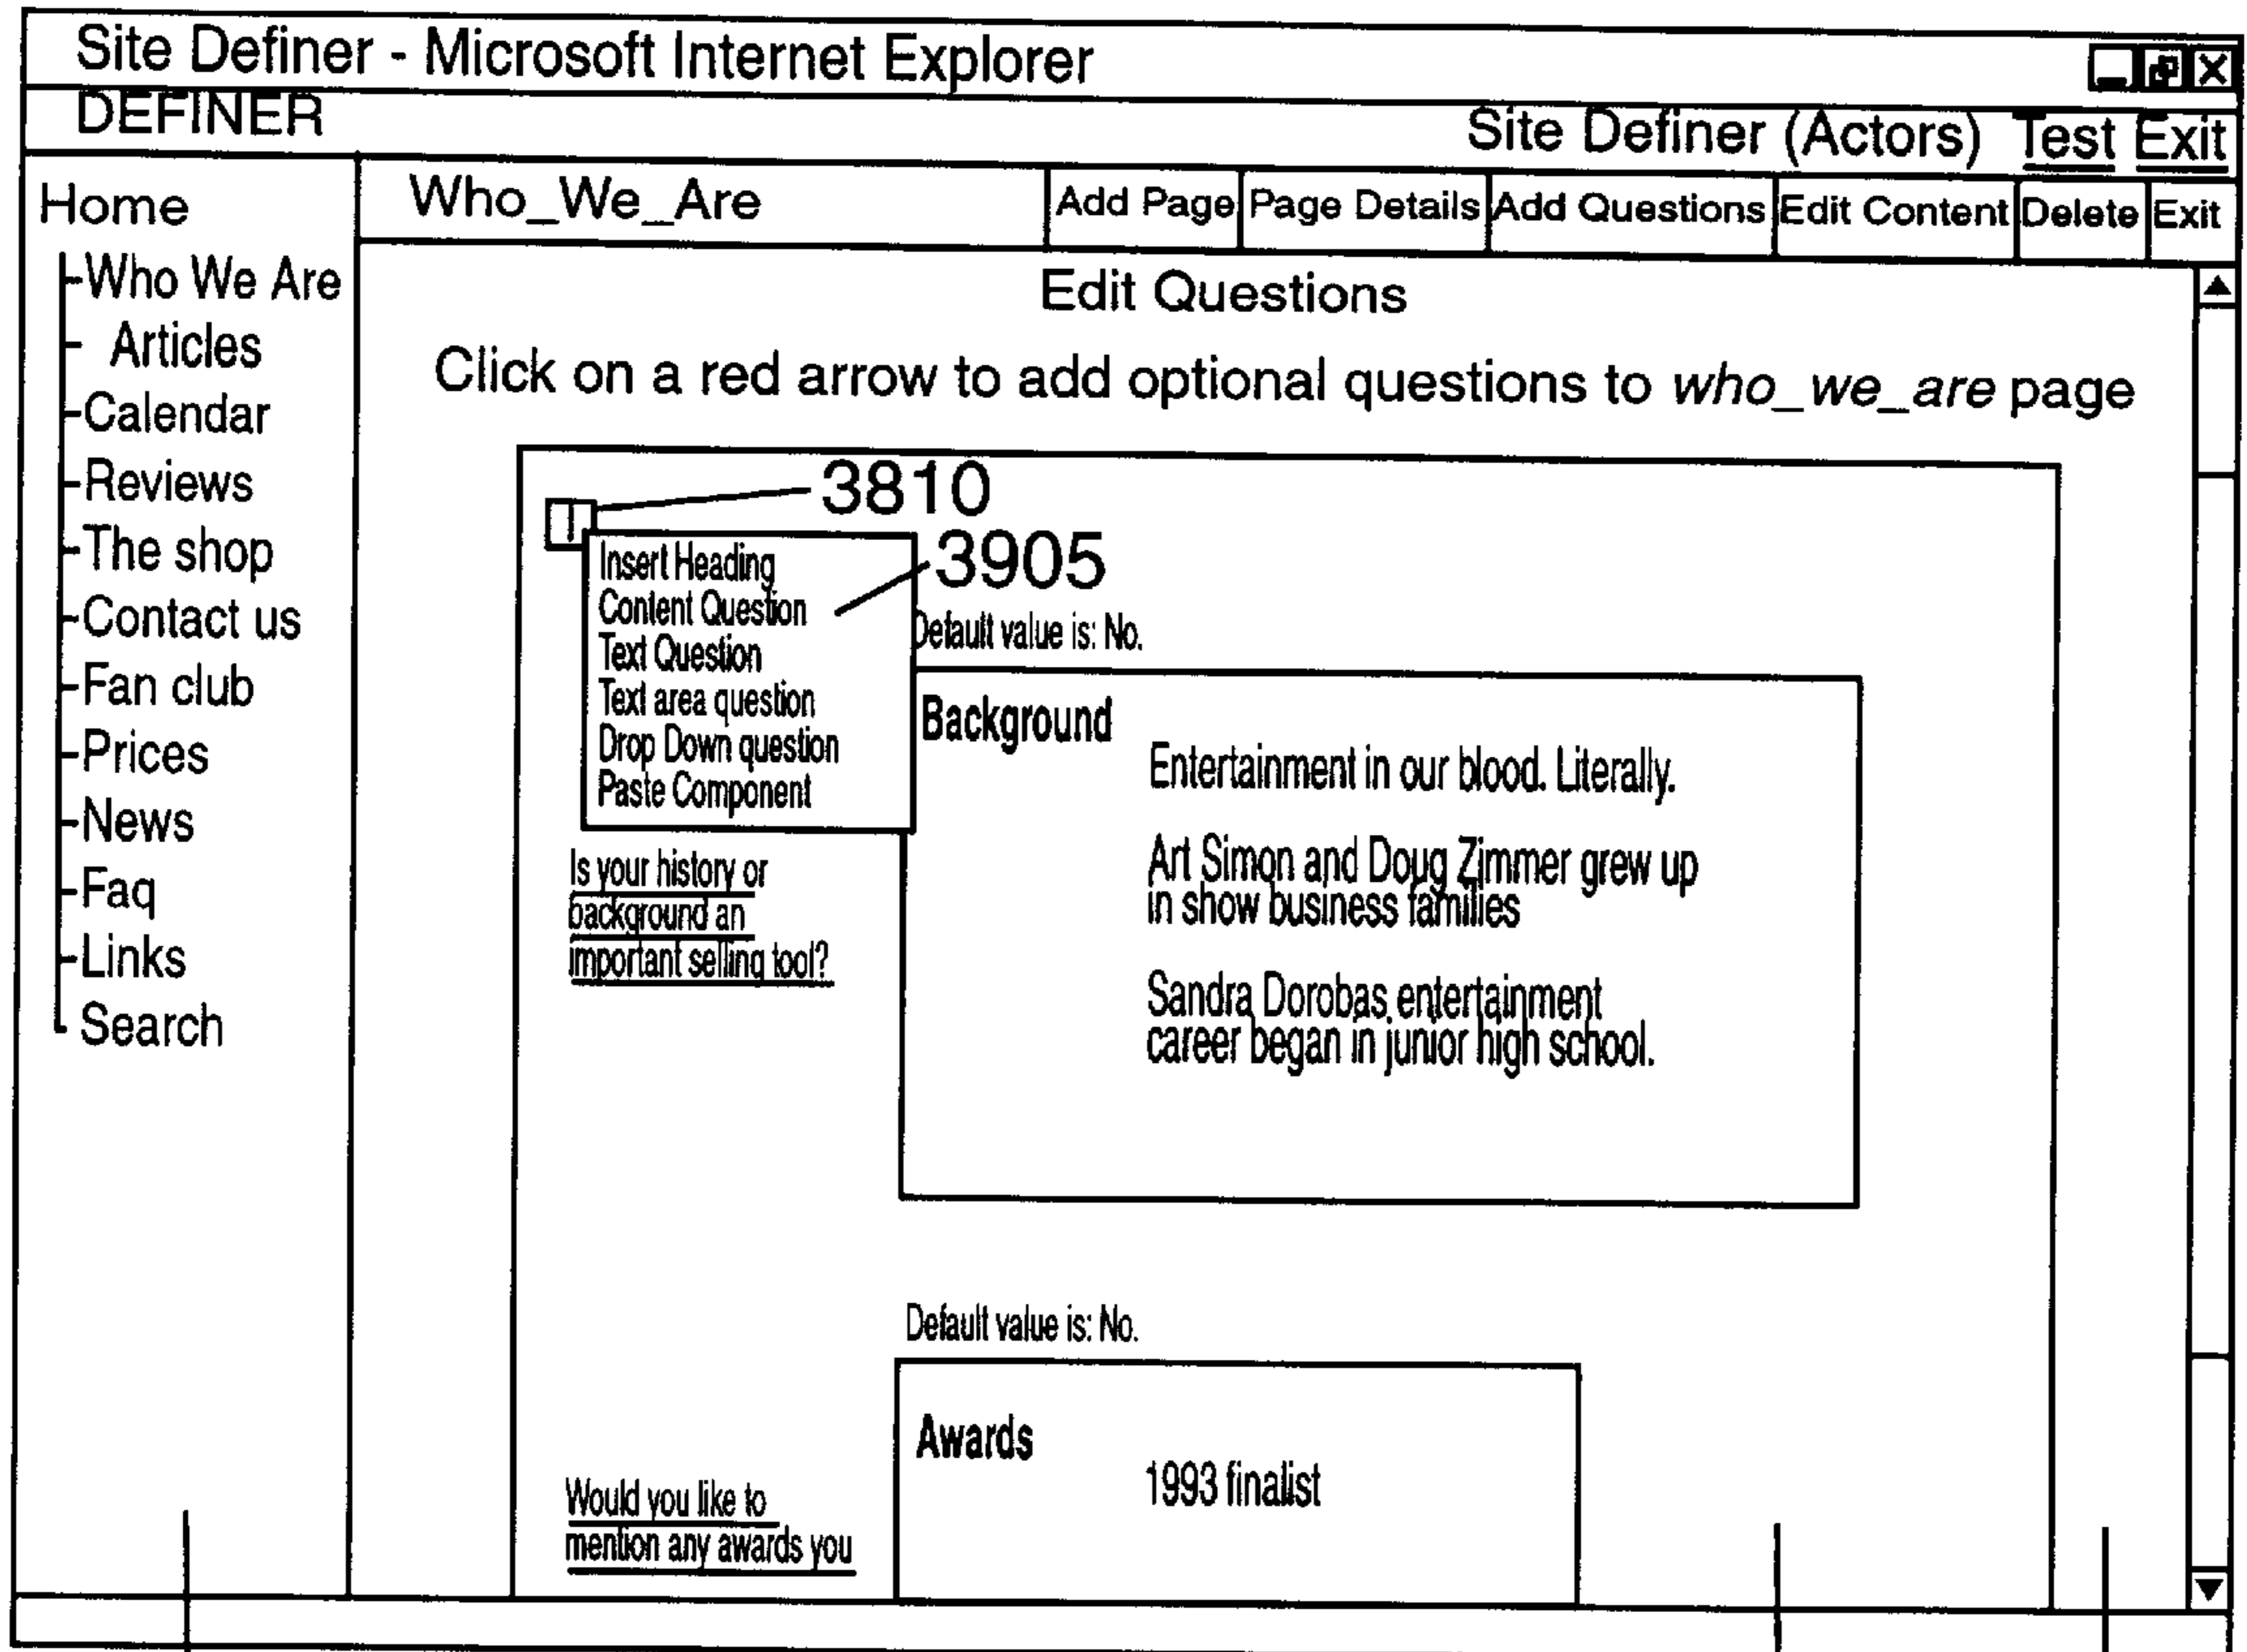 Site Definer - Microsoft Internet Explorer
DEFINER
Site Definer (Actors) Test Exit
Home
Who We Are
Articles
Calendar
Reviews
The shop
Contact us
Fan club
Prices
News
Faq
Links
Search
Who_We_Are
Add Page Page Details Add Questions Edit Content Delete Exit
Edit Questions
Click on a red arrow to add optional questions to who_we_are page
3810
3905
Insert Heading
Content Question
Text Question
Text area question
Drop Down question
Paste Component
Default value is: No.
Is your history or
background an
important selling tool?
Background
Entertainment in our blood. Literally.
Art Simon and Doug Zimmer grew up
in show business families
Sandra Dorobas entertainment
career began in junior high school.
Default value is: No.
Would you like to
mention any awards you
Awards
1993 finalist